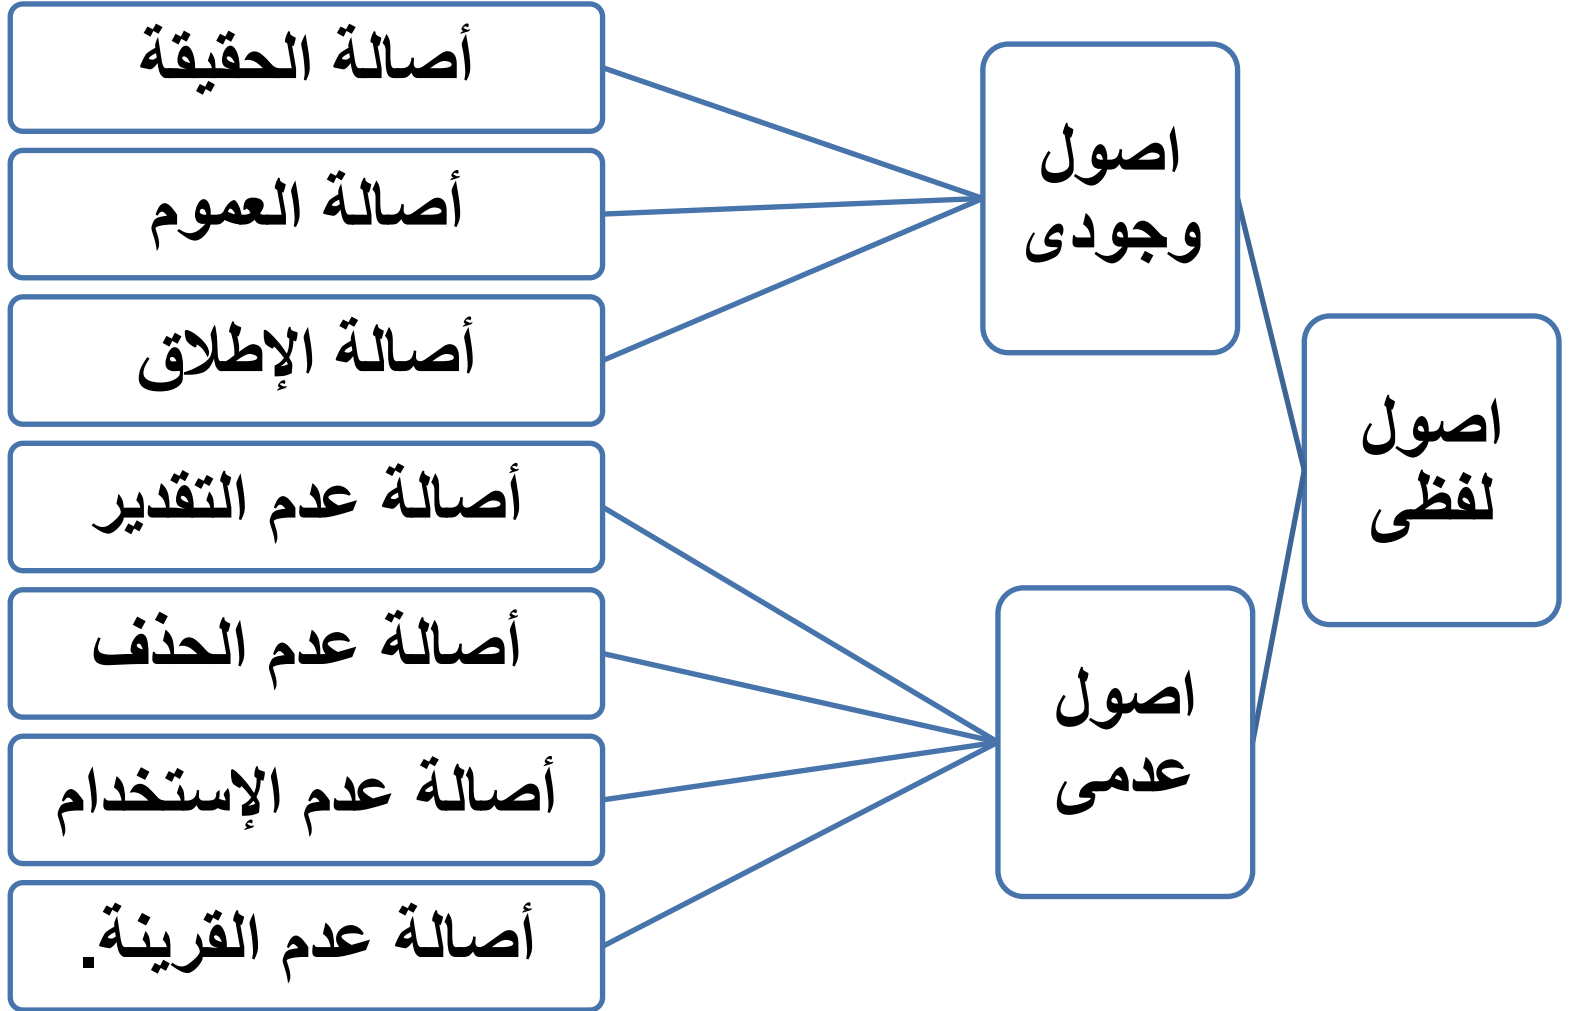 اصول
لفظى
اصول
وجودى
أصالة الحقيقة
أصالة العموم
أصالة الإطلاق
اصول
عدمى
أصالة عدم التقدير
أصالة عدم الحذف
أصالة عدم الإستخدام
أصالة عدم القرينة.